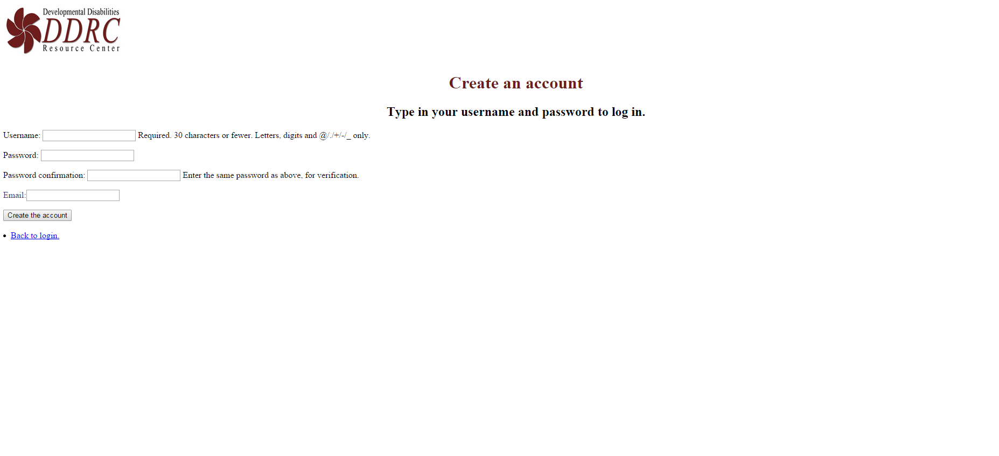 Developmental Disabilities
DDRC
Resource Center
Create an account
Type in your username and password to log in.
Username: Required. 30 characters or fewer. Letters, digits and @/./+/-/_ only.
Password:
Password confirmation: Enter the same password as above, for verification.
Email:
Create the account
Back to login.